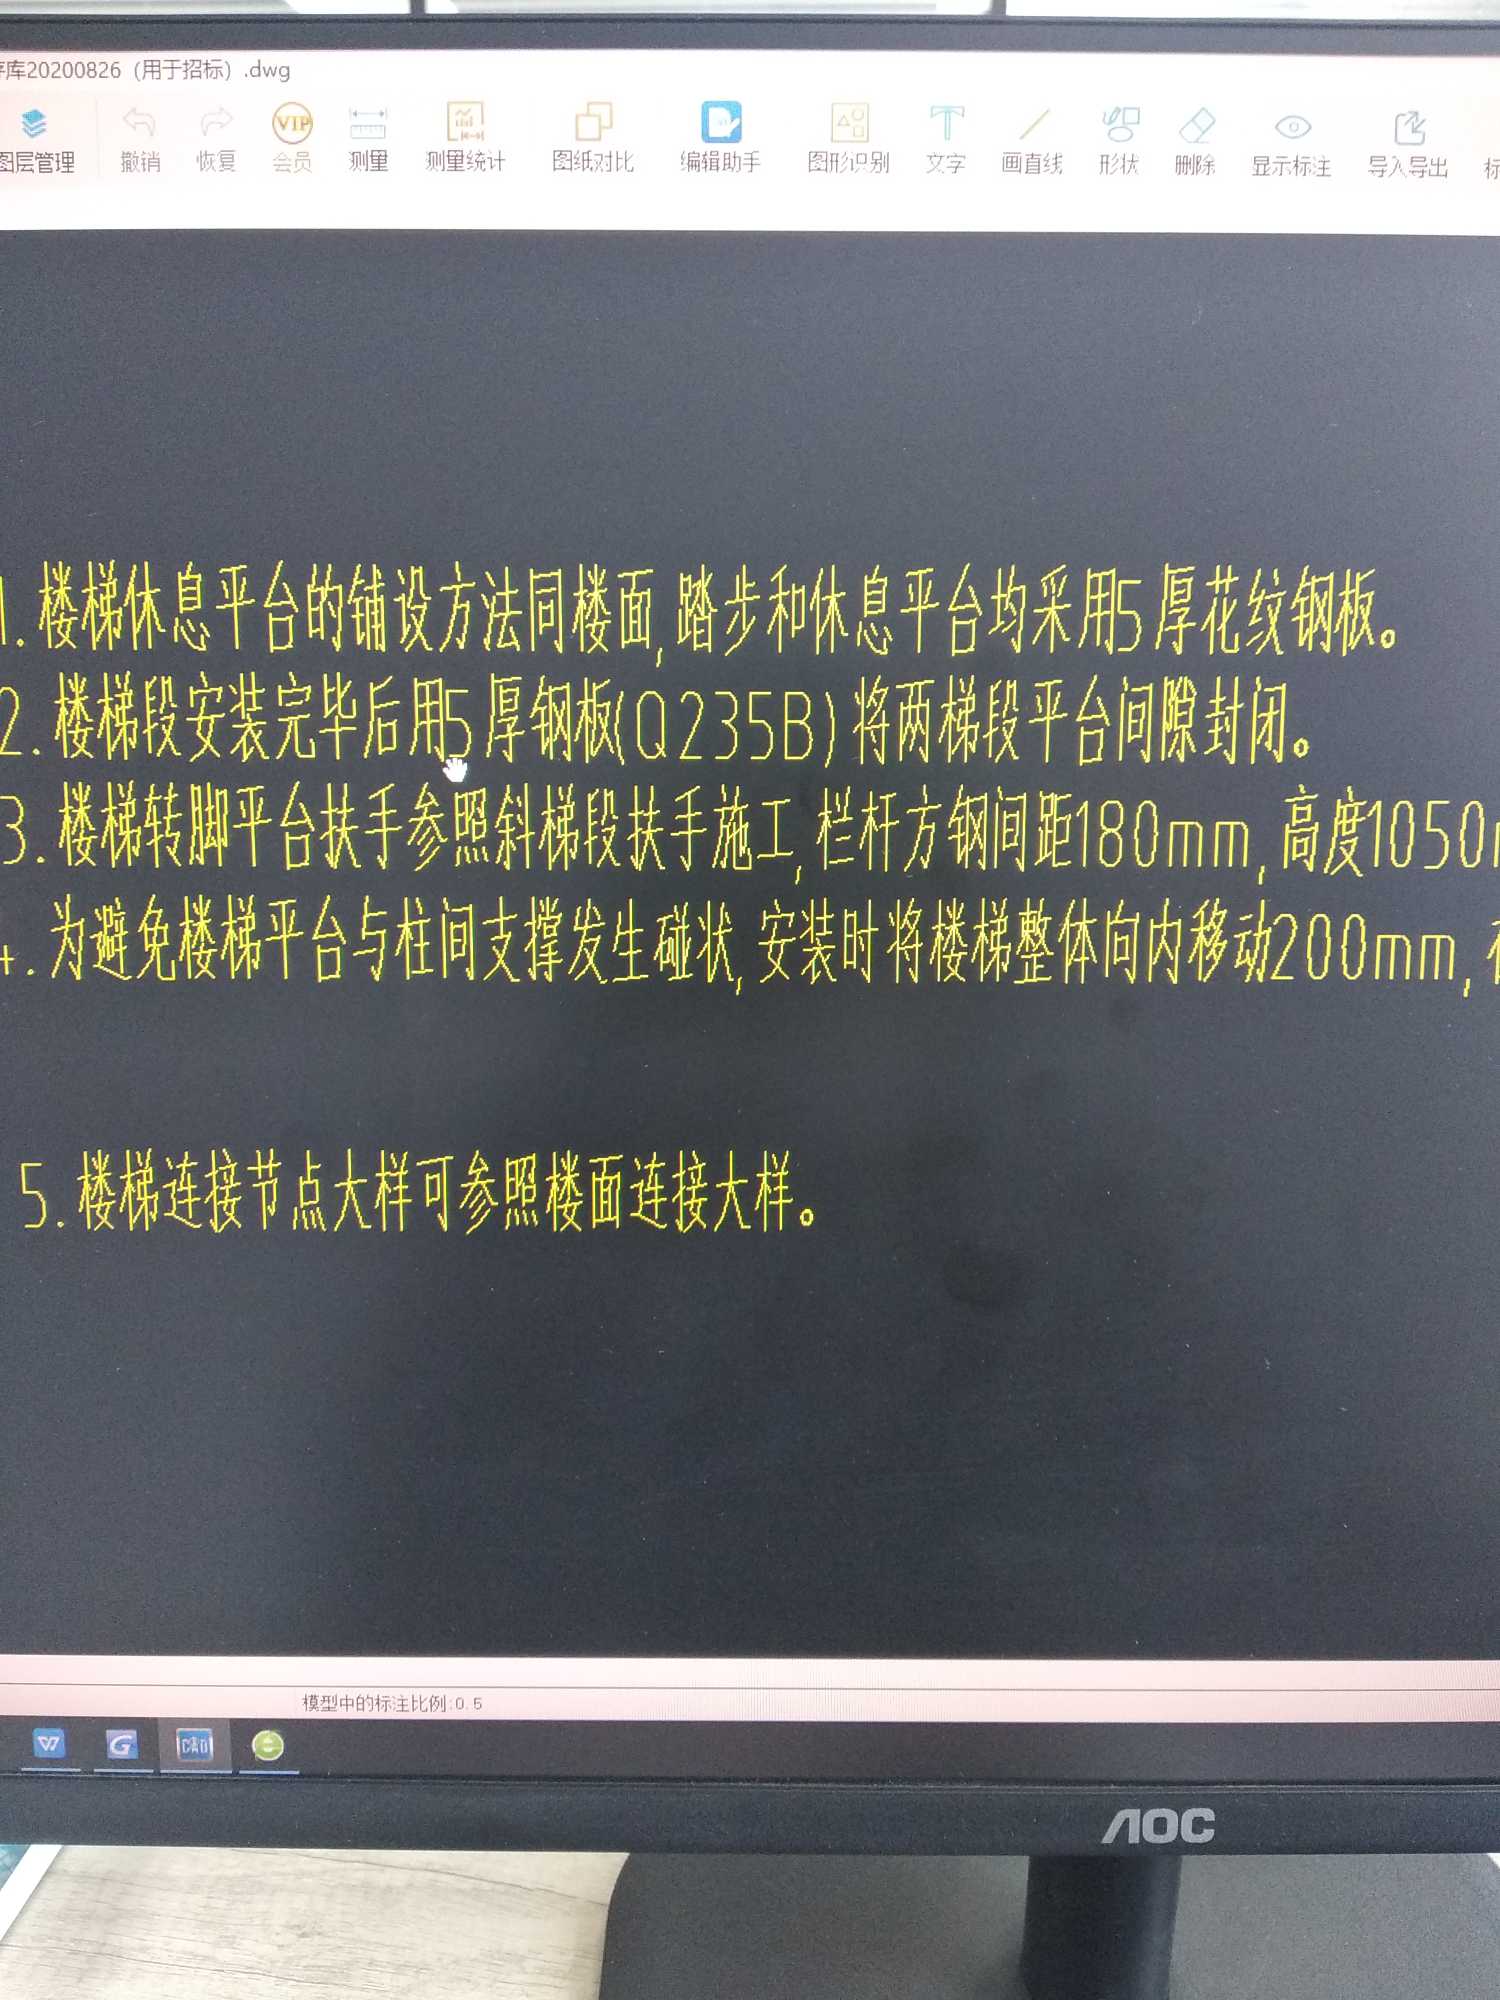 库20200826（用于招标）.dwg
图层管理 撤销 恢复 VIP 会员 测量 测量统计 图纸对比 编辑助手 图形识别 文字 画直线 形状 删除 显示标注 导入导出
1.楼梯休息平台的铺设方法同楼面,踏步和休息平台均采用5厚花纹钢板。
2.楼梯段安装完毕后用5厚钢板(Q235B)将两梯段平台间隙封闭。
3.楼梯转脚平台扶手参照斜梯段扶手施工,栏杆方钢间距180mm,高度1050
4.为避免楼梯平台与柱间支撑发生碰状,安装时将楼梯整体向内移动200mm,
5.楼梯连接节点大样可参照楼面连接大样。
模型中的标注比例:0.5
CAD
AOC